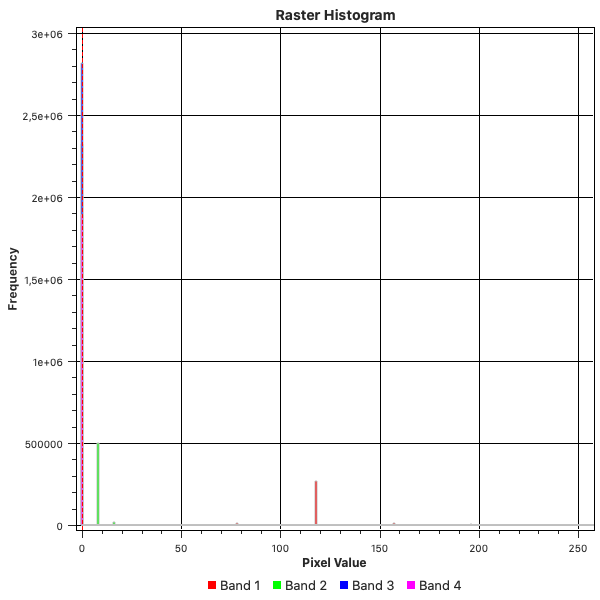 Raster Histogram
3e+06
2,5e+06
2e+06
1,5e+06
1e+06
500000
0
Frequency
0 50 100 150 200 250
Pixel Value
Band 1 Band 2 Band 3 Band 4